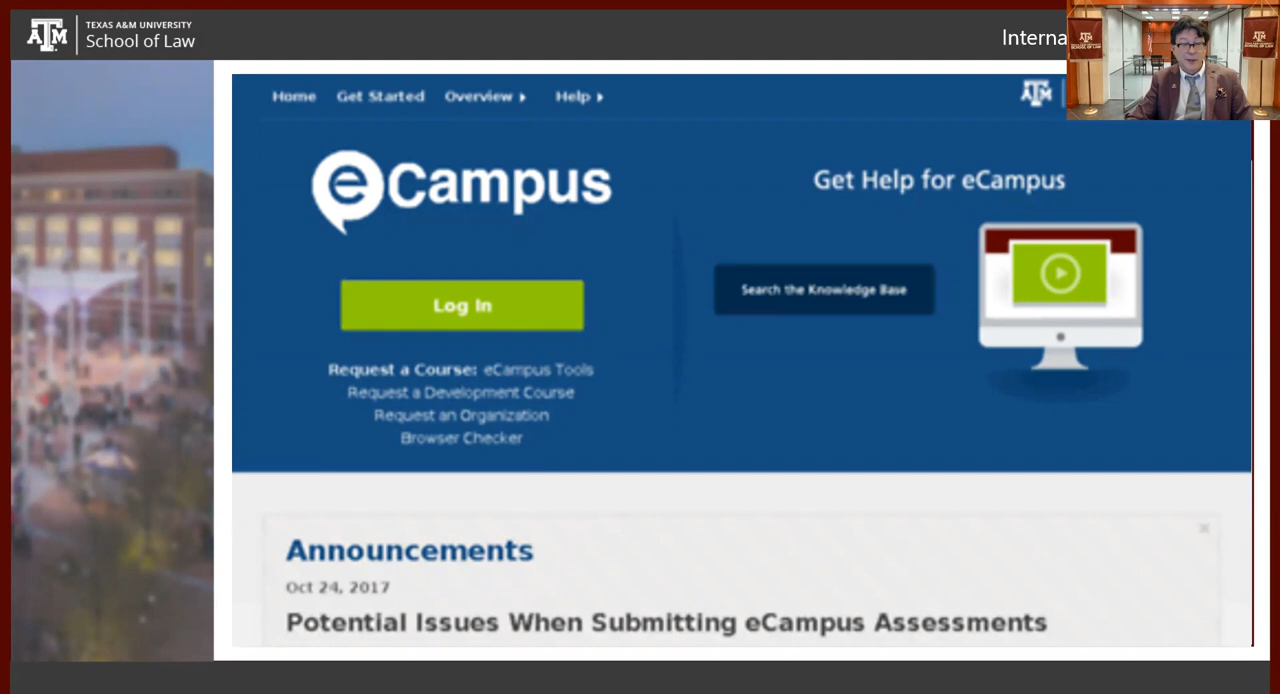 TEXAS A&M UNIVERSITY
School of Law
Interna
Home Get Started Overview Help
ATM
eCampus
Get Help for eCampus
Log In
Search the Knowledge Base
Request a Course: eCampus Tools
Request a Development Course
Request an Organization
Browser Checker
Announcements
Oct 24, 2017
Potential Issues When Submitting eCampus Assessments